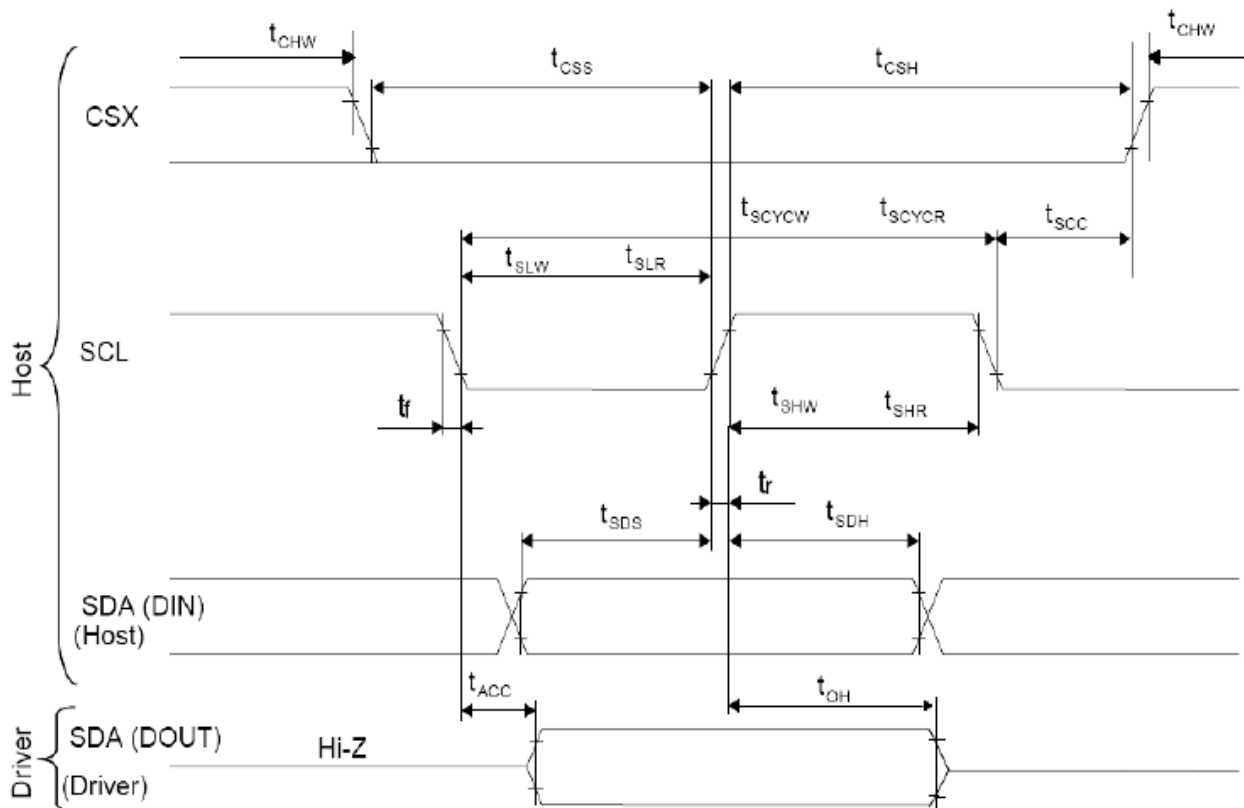 tCHW
tCHW
tCSS
tCSH
CSX
tSCYCW
tSCYCR
tSCC
tSLW
tSLR
SCL
Host
tSHW
tSHR
tf
tr
tSDS
tSDH
SDA (DIN)
(Host)
tACC
tOH
SDA (DOUT)
Hi-Z
Driver
(Driver)